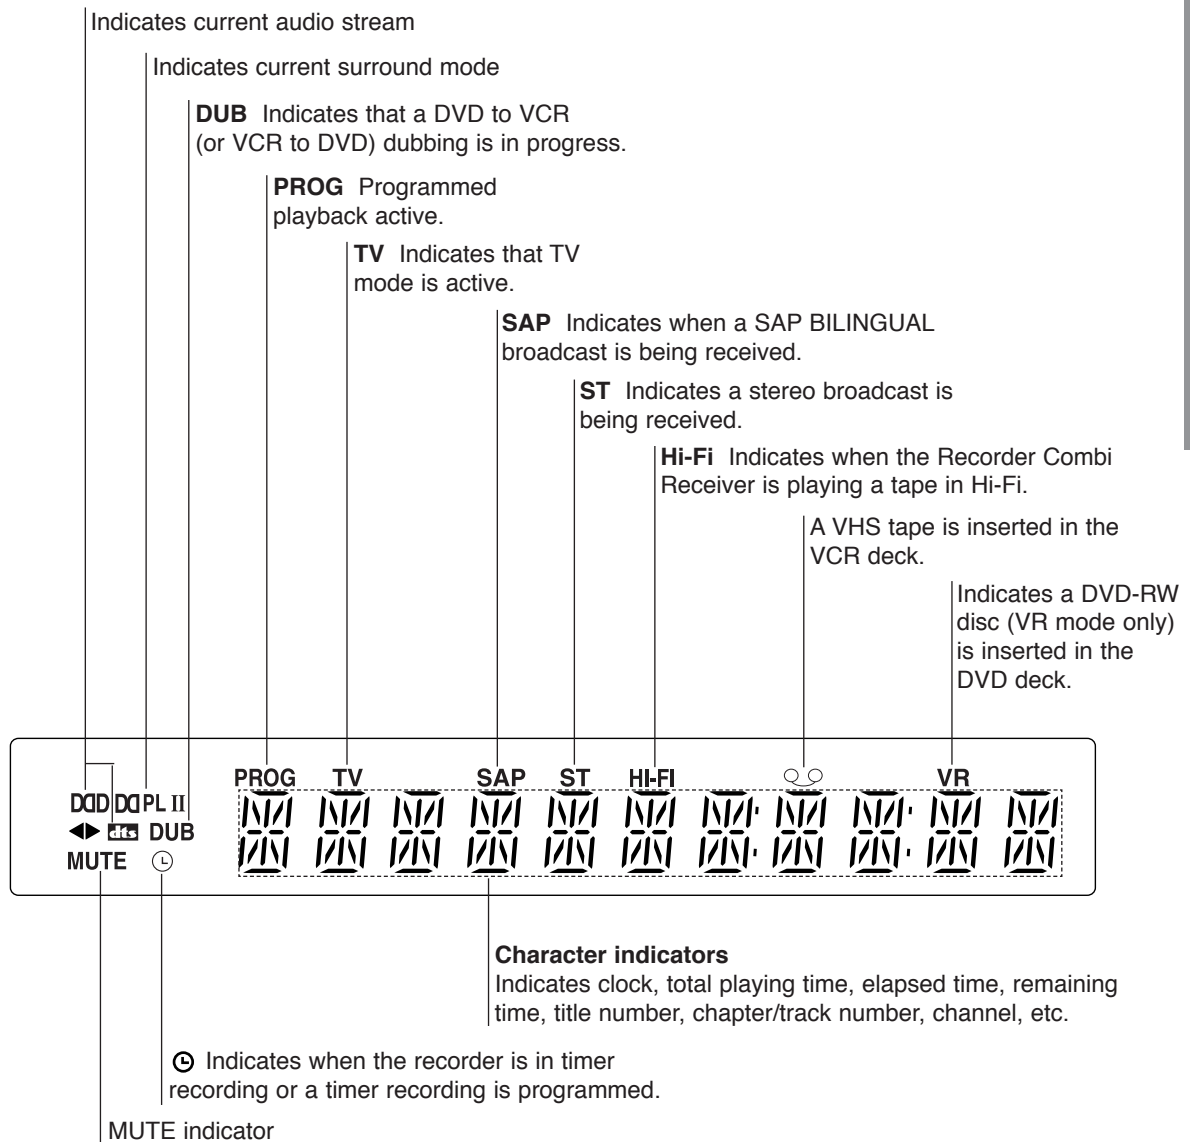 Indicates current audio stream
Indicates current surround mode
DUB Indicates that a DVD to VCR
(or VCR to DVD) dubbing is in progress.
PROG Programmed
playback active.
TV Indicates that TV
mode is active.
SAP Indicates when a SAP BILINGUAL
broadcast is being received.
ST Indicates a stereo broadcast is
being received.
Hi-Fi Indicates when the Recorder Combi
Receiver is playing a tape in Hi-Fi.
A VHS tape is inserted in the
VCR deck.
Indicates a DVD-RW
disc (VR mode only)
is inserted in the
DVD deck.
PROG TV SAP ST HI-FI VR
D PL II
dts DUB
MUTE
Character indicators
Indicates clock, total playing time, elapsed time, remaining
time, title number, chapter/track number, channel, etc.
Indicates when the recorder is in timer
recording or a timer recording is programmed.
MUTE indicator